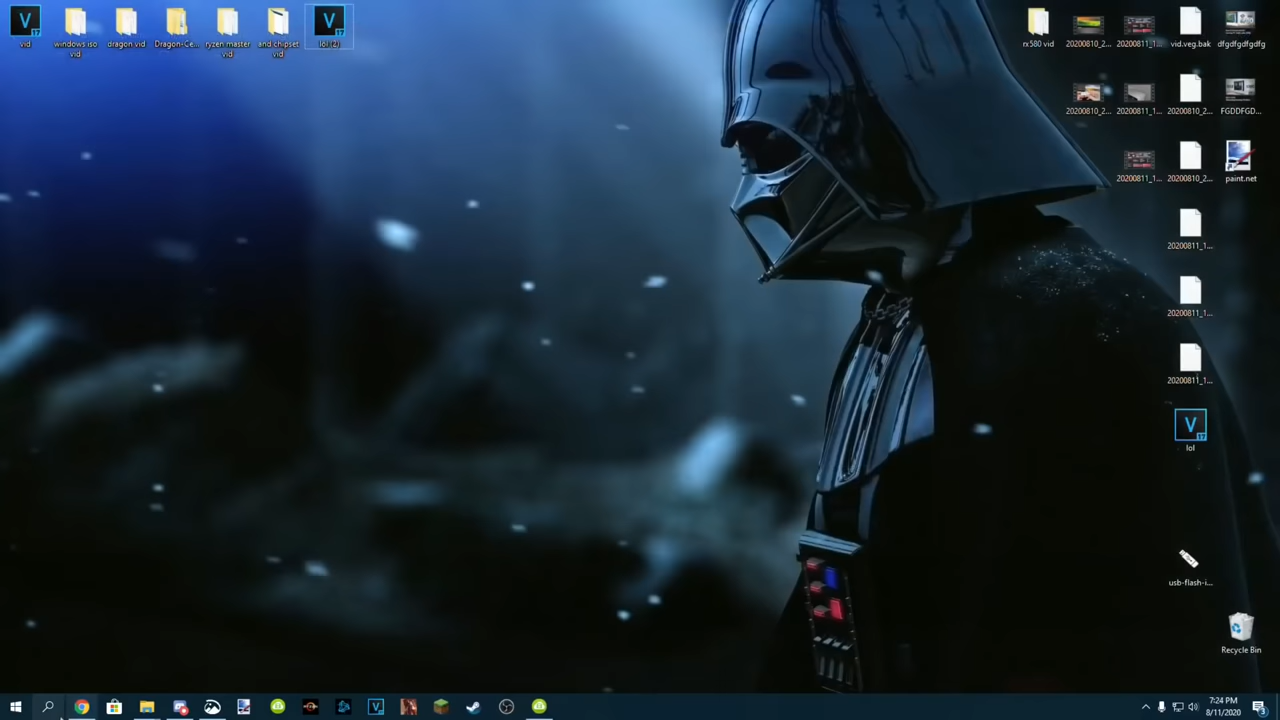 vid
windows iso
vid
dragon vid
Dragon-Ce...
ryzen master
vid
and chipset
vid
lol (2)
rx580 vid
20200810_2...
20200811_1...
vid.veg.bak
dfgdfgdfgdfg
20200810_2...
20200811_1...
20200810_2...
FGDDFGD...
20200811_1...
20200810_2...
paint.net
20200811_1...
20200811_1...
20200811_1...
lol
usb-flash-i...
Recycle Bin
7:24 PM
8/11/2020